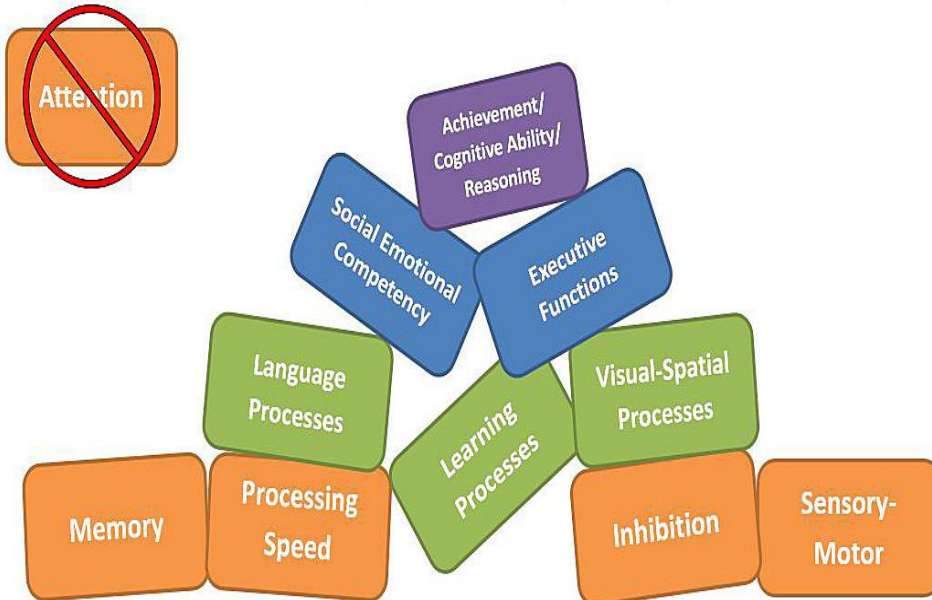 Attention
Achievement/
Cognitive Ability/
Reasoning
Social Emotional
Competency
Executive
Functions
Language
Processes
Learning
Processes
Visual-Spatial
Processes
Memory
Processing
Speed
Inhibition
Sensory-
Motor